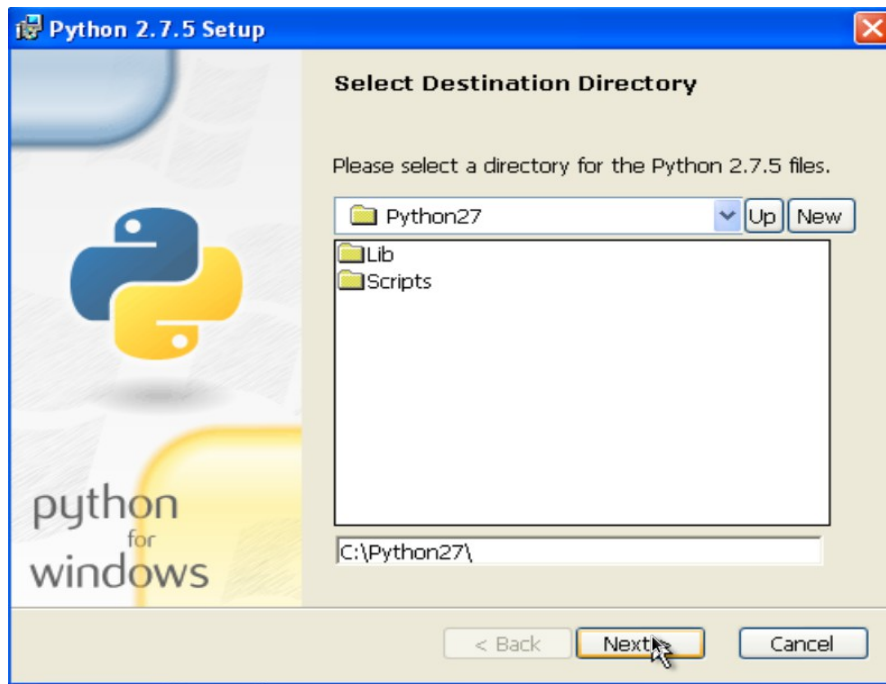 Python 2.7.5 Setup
Select Destination Directory
Please select a directory for the Python 2.7.5 files.
Python27
Up
New
Lib
Scripts
python
for
windows
C:\Python27\
< Back
Next
Cancel